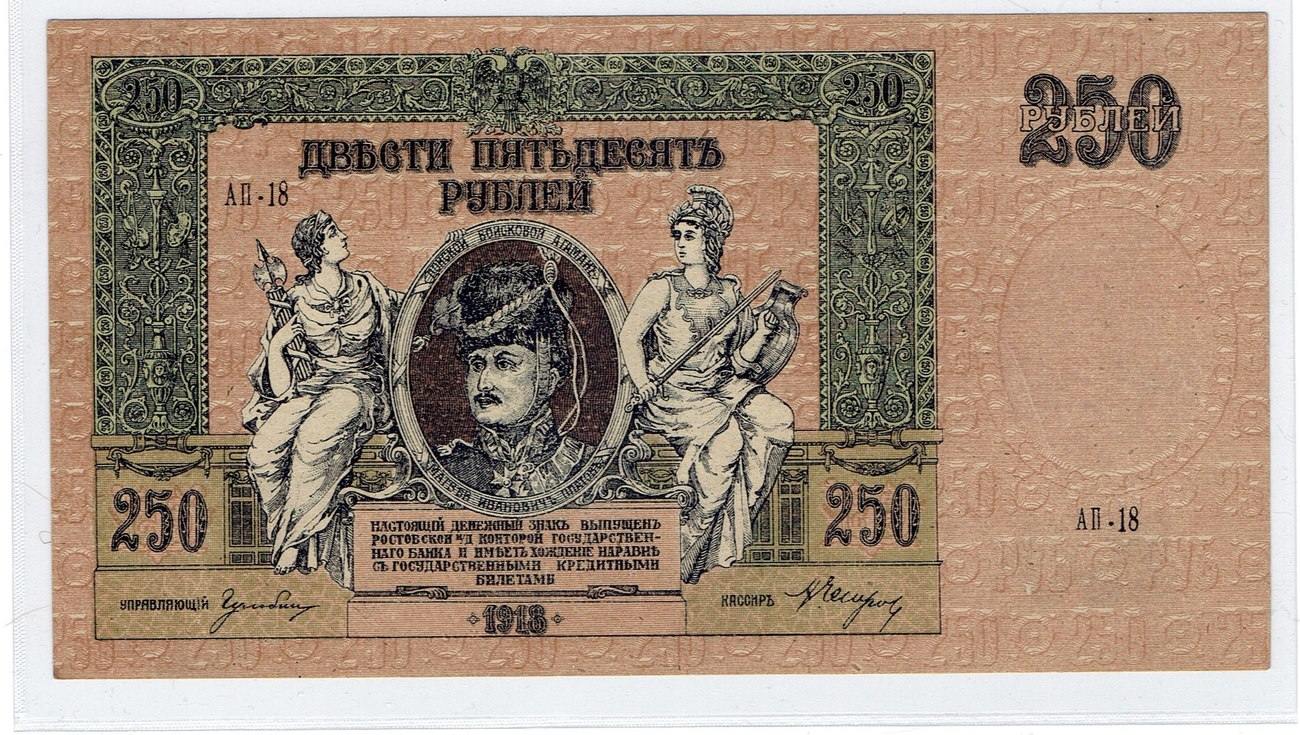 250
250
250
РУБЛЕЙ
ДВѢСТИ ПЯТЬДЕСЯТЪ
РУБЛЕЙ
АП-18
ДОНСКОЙ ВОЙСКОВОЙ АТАМАНЪ
МАТВѢЙ ИВАНОВИЧЪ ПЛАТОВЪ
250
250
НАСТОЯЩІЙ ДЕНЕЖНЫЙ ЗНАКЪ ВЫПУЩЕНЪ
РОСТОВСКОЙ Н/Д КОНТОРОЙ ГОСУДАРСТВЕН-
НАГО БАНКА И ИМѢЕТЪ ХОЖДЕНІЕ НАРАВНѢ
СЪ ГОСУДАРСТВЕННЫМИ КРЕДИТНЫМИ
БИЛЕТАМИ
АП-18
УПРАВЛЯЮЩІЙ
КАССИРЪ
1918